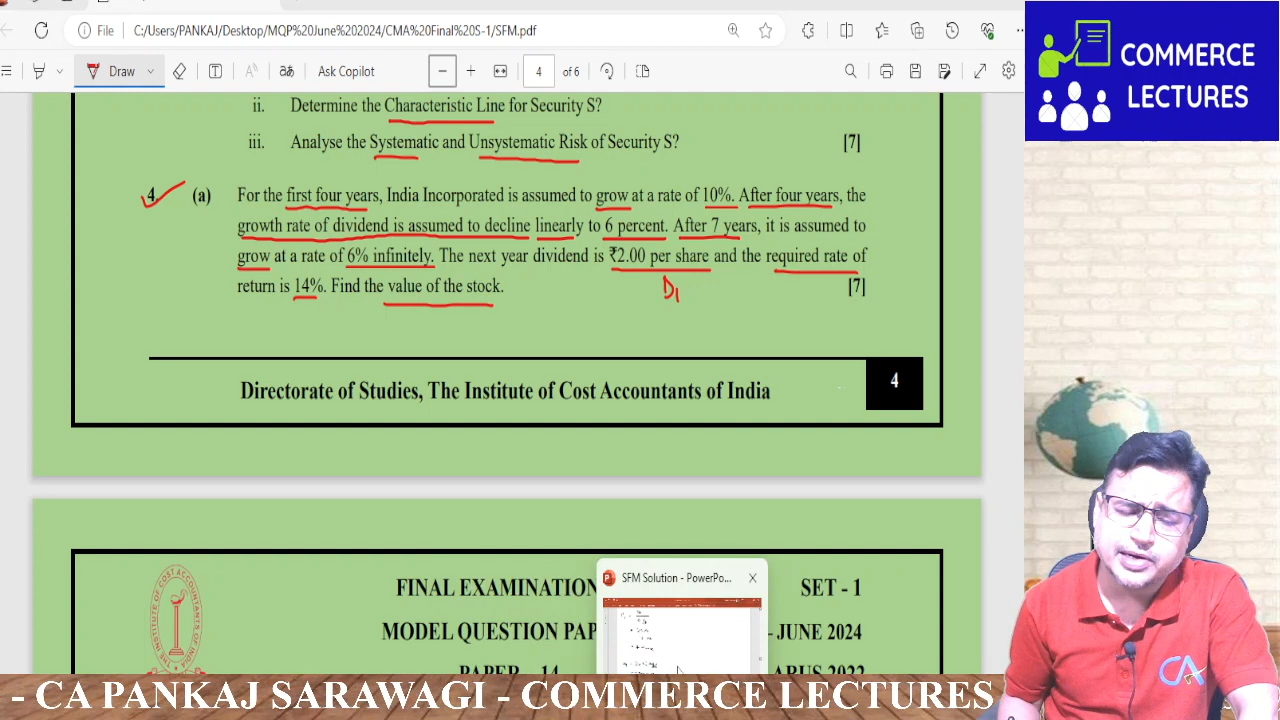 File
C:/Users/PANKAJ/Desktop/MQP%20June%202024/CMA%20Final%20S-1/SFM.pdf
Draw
Ask Copilot
4 of 6
ii. Determine the Characteristic Line for Security S?
iii. Analyse the Systematic and Unsystematic Risk of Security S? [7]
4. (a) For the first four years, India Incorporated is assumed to grow at a rate of 10%. After four years, the
growth rate of dividend is assumed to decline linearly to 6 percent. After 7 years, it is assumed to
grow at a rate of 6% infinitely. The next year dividend is ₹2.00 per share and the required rate of
return is 14%. Find the value of the stock. [7]
D1
Directorate of Studies, The Institute of Cost Accountants of India
4
SFM Solution - PowerPo...
FINAL EXAMINATION SET - 1
MODEL QUESTION - JUNE 2024
COMMERCE
LECTURES
CA
- CA PANKAJ SARAWAGI - COMMERCE LECTURES